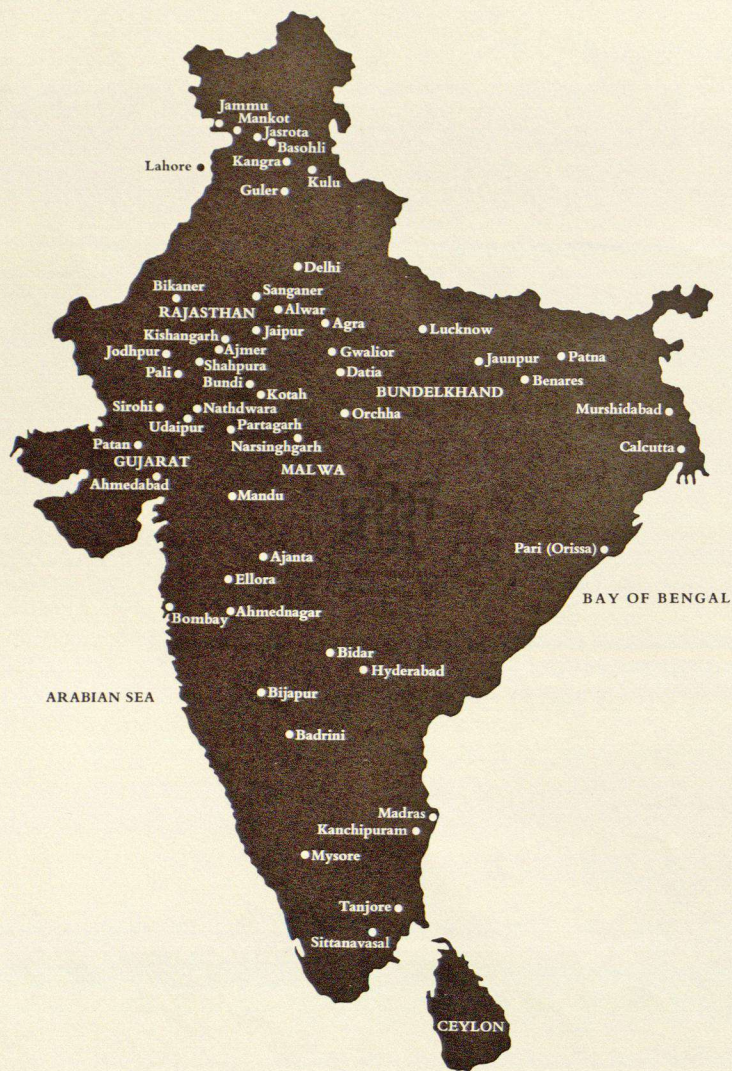 Jammu
Mankot
Jasrota
Basohli
Lahore
Kangra
Kulu
Guler
Delhi
Bikaner
Sanganer
RAJASTHAN
Alwar
Agra
Lucknow
Kishangarh
Jaipur
Jodhpur
Ajmer
Gwalior
Jaunpur
Patna
Shahpura
Pali
Datia
Bundi
Benares
BUNDELKHAND
Kotah
Sirohi
Nathdwara
Orchha
Murshidabad
Udaipur
Partagarh
Patan
Narsinghgarh
Calcutta
GUJARAT
MALWA
Ahmedabad
Mandu
Pari (Orissa)
Ajanta
Ellora
BAY OF BENGAL
Bombay
Ahmednagar
Bidar
Hyderabad
ARABIAN SEA
Bijapur
Badrini
Madras
Kanchipuram
Mysore
Tanjore
Sittanavasal
CEYLON